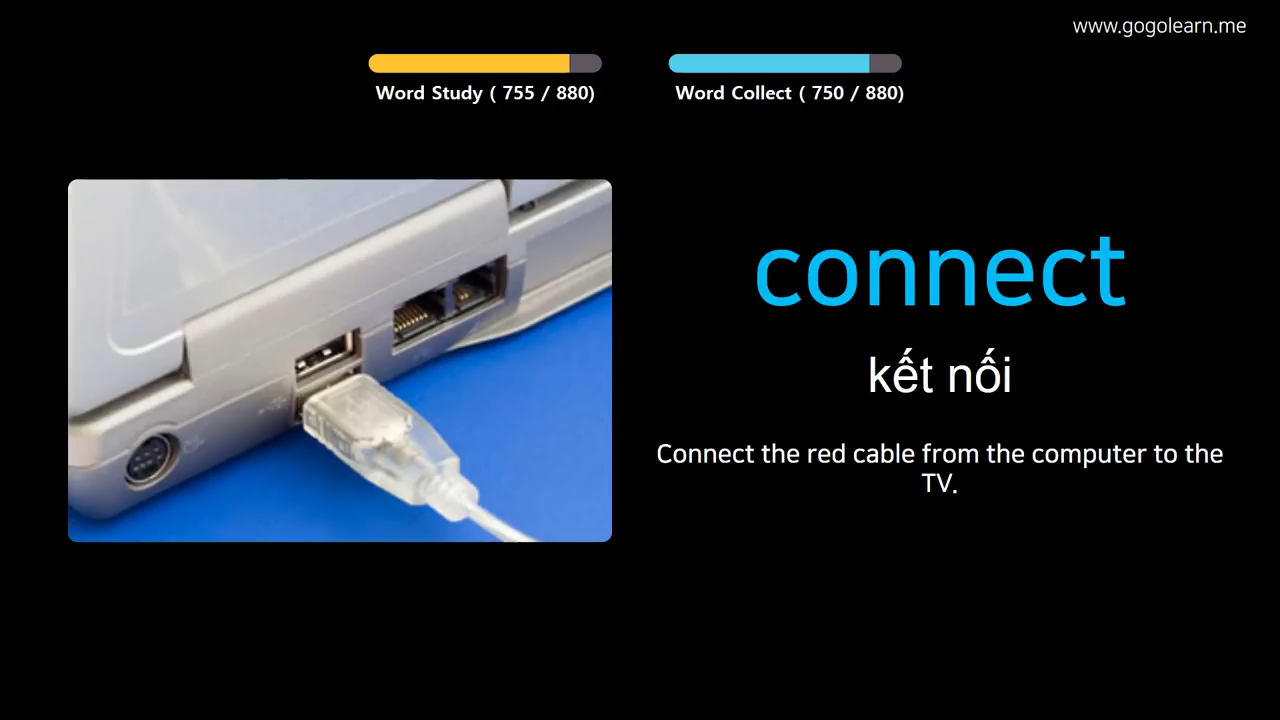 www.gogolearn.me
Word Study ( 755 / 880)
Word Collect ( 750 / 880)
connect
kết nối
Connect the red cable from the computer to the
TV.